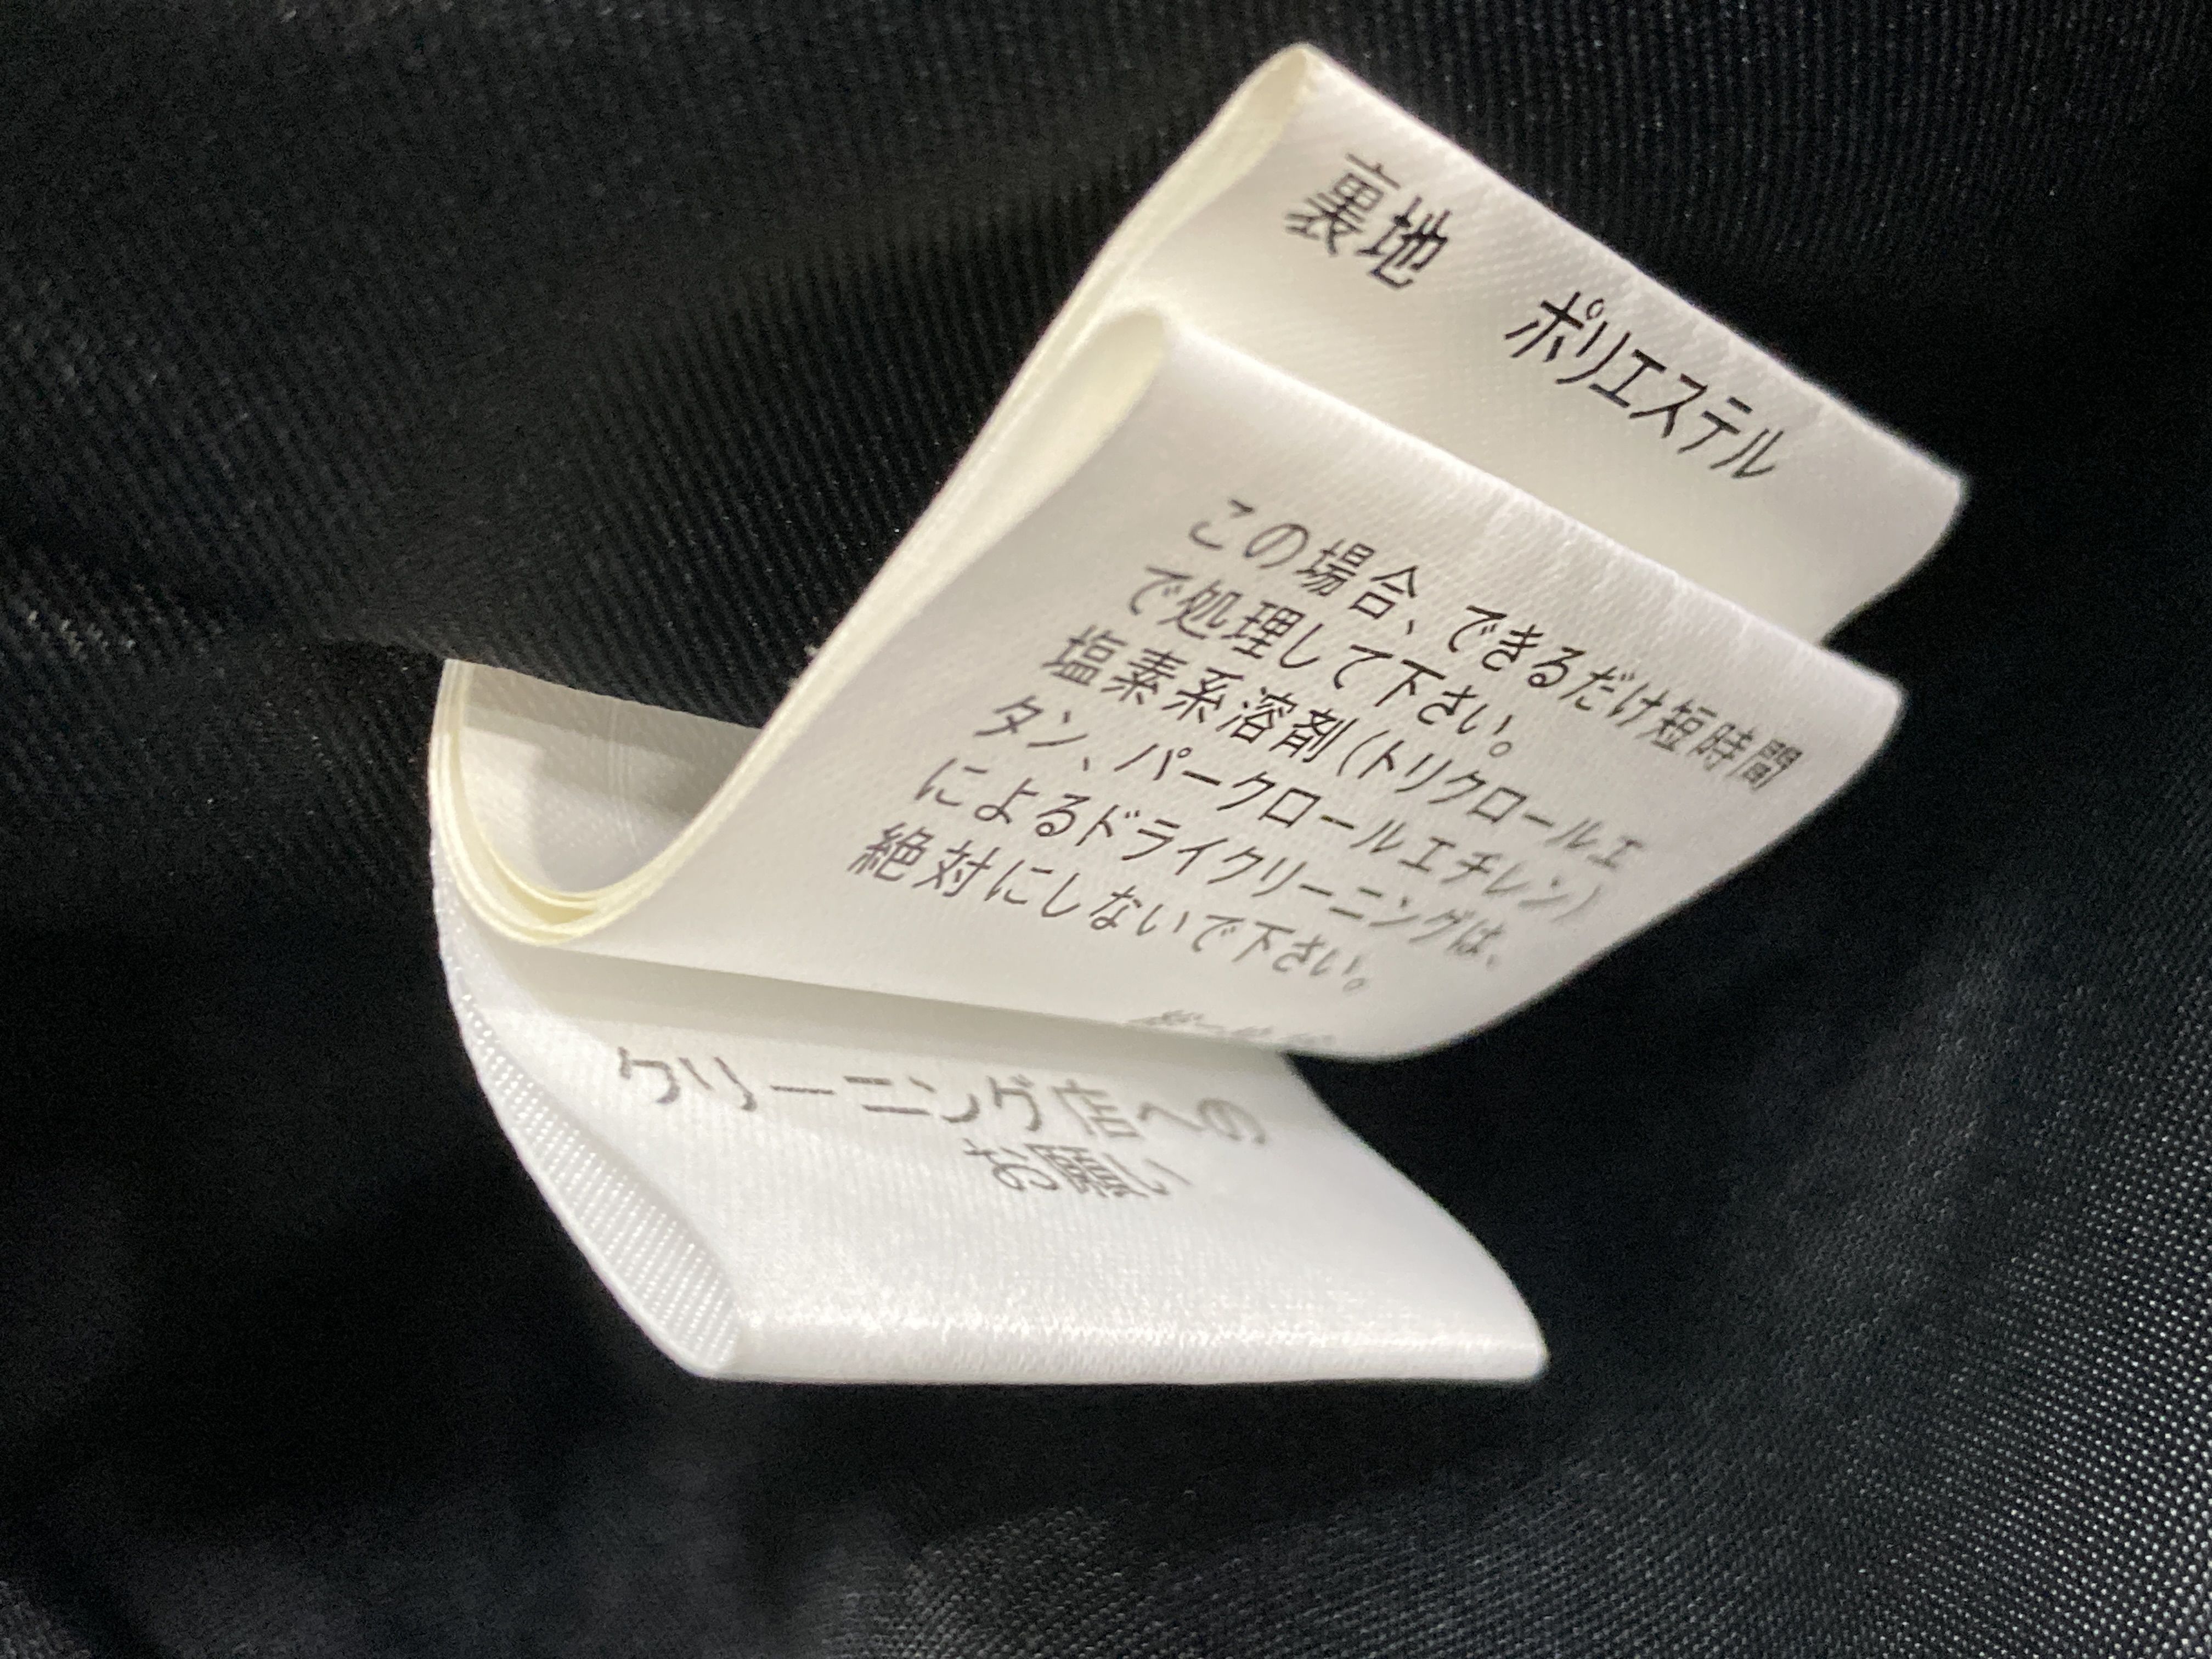 裏地　ポリエステル
この場合、できるだけ短時間
で処理して下さい。
塩素系溶剤(トリクロールエ
タン、パークロールエチレン)
によるドライクリーニングは、
絶対にしないで下さい。
クリーニング店への
お願い